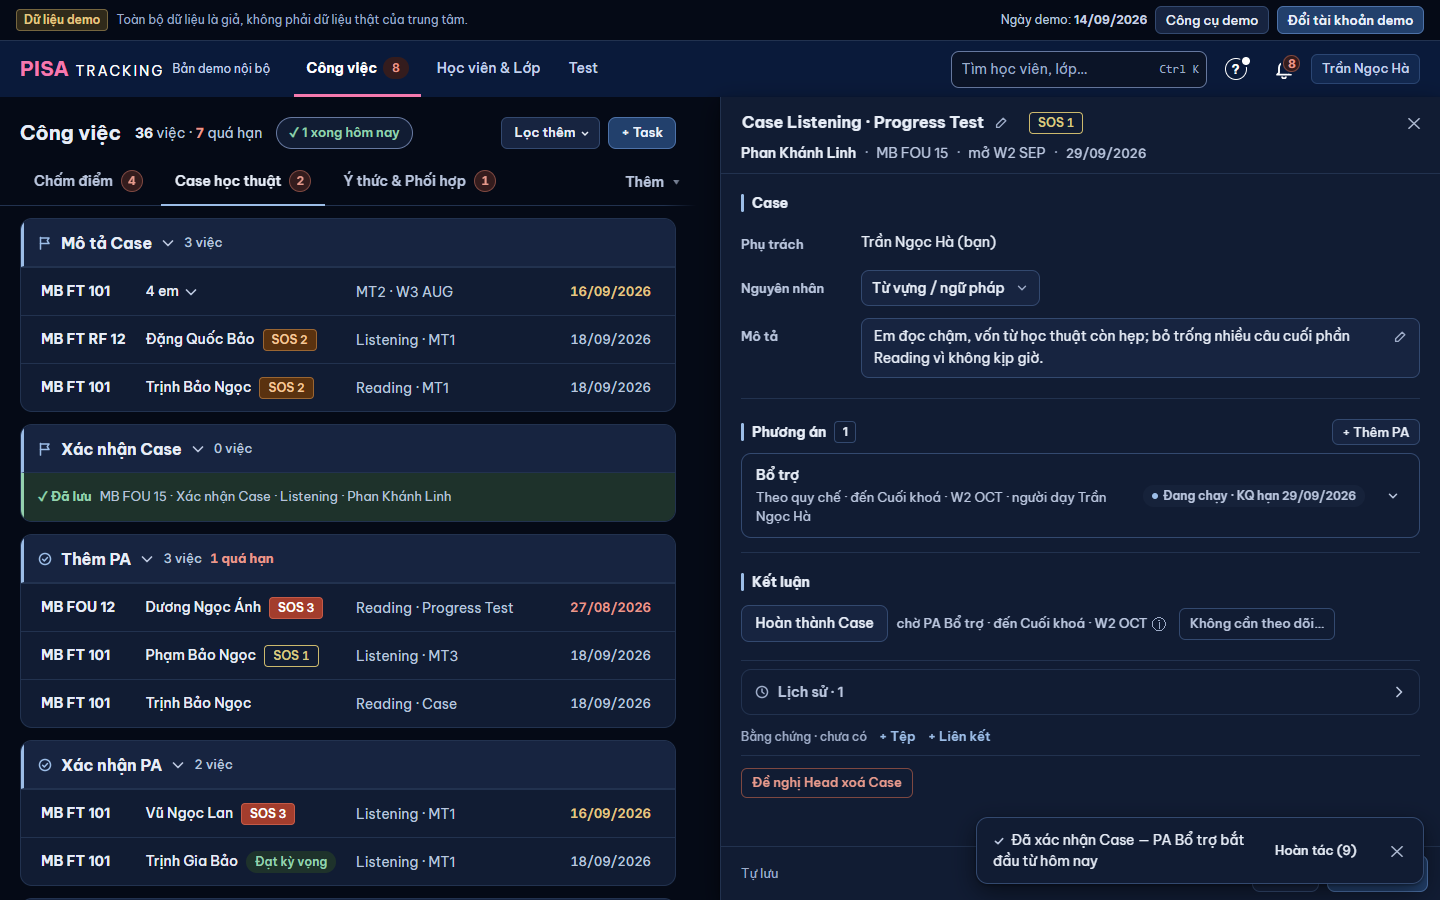 Dữ liệu demo Toàn bộ dữ liệu là giả, không phải dữ liệu thật của trung tâm. Ngày demo: 14/09/2026 Công cụ demo Đổi tài khoản demo
PISA TRACKING Bản demo nội bộ Công việc 8 Học viên & Lớp Test Tìm học viên, lớp... Ctrl K ? 8 Trần Ngọc Hà
Công việc 36 việc · 7 quá hạn ✓ 1 xong hôm nay Lọc thêm + Task
Chấm điểm 4 Case học thuật 2 Ý thức & Phối hợp 1 Thêm
Mô tả Case 3 việc
MB FT 101 4 em MT2 · W3 AUG 16/09/2026
MB FT RF 12 Đặng Quốc Bảo SOS 2 Listening · MT1 18/09/2026
MB FT 101 Trịnh Bảo Ngọc SOS 2 Reading · MT1 18/09/2026
Xác nhận Case 0 việc
✓ Đã lưu MB FOU 15 · Xác nhận Case · Listening · Phan Khánh Linh
Thêm PA 3 việc 1 quá hạn
MB FOU 12 Dương Ngọc Ánh SOS 3 Reading · Progress Test 27/08/2026
MB FT 101 Phạm Bảo Ngọc SOS 1 Listening · MT3 18/09/2026
MB FT 101 Trịnh Bảo Ngọc Reading · Case 18/09/2026
Xác nhận PA 2 việc
MB FT 101 Vũ Ngọc Lan SOS 3 Listening · MT1 16/09/2026
MB FT 101 Trịnh Gia Bảo Đạt kỳ vọng Listening · MT1 18/09/2026
Case Listening · Progress Test SOS 1
Phan Khánh Linh · MB FOU 15 · mở W2 SEP · 29/09/2026
Case
Phụ trách Trần Ngọc Hà (bạn)
Nguyên nhân Từ vựng / ngữ pháp
Mô tả Em đọc chậm, vốn từ học thuật còn hẹp; bỏ trống nhiều câu cuối phần
Reading vì không kịp giờ.
Phương án 1 + Thêm PA
Bổ trợ
Theo quy chế · đến Cuối khoá · W2 OCT · người dạy Trần
Ngọc Hà
Đang chạy · KQ hạn 29/09/2026
Kết luận
Hoàn thành Case chờ PA Bổ trợ · đến Cuối khoá · W2 OCT Không cần theo dõi...
Lịch sử · 1
Bằng chứng · chưa có + Tệp + Liên kết
Đề nghị Head xoá Case
✓ Đã xác nhận Case — PA Bổ trợ bắt
đầu từ hôm nay
Hoàn tác (9)
Tự lưu